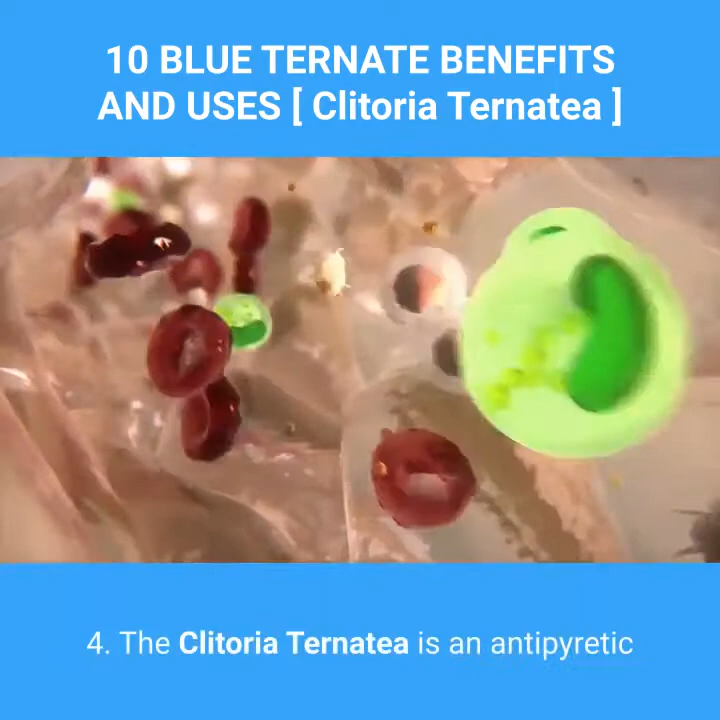 10 BLUE TERNATE BENEFITS
AND USES [ Clitoria Ternatea ]
4. The Clitoria Ternatea is an antipyretic